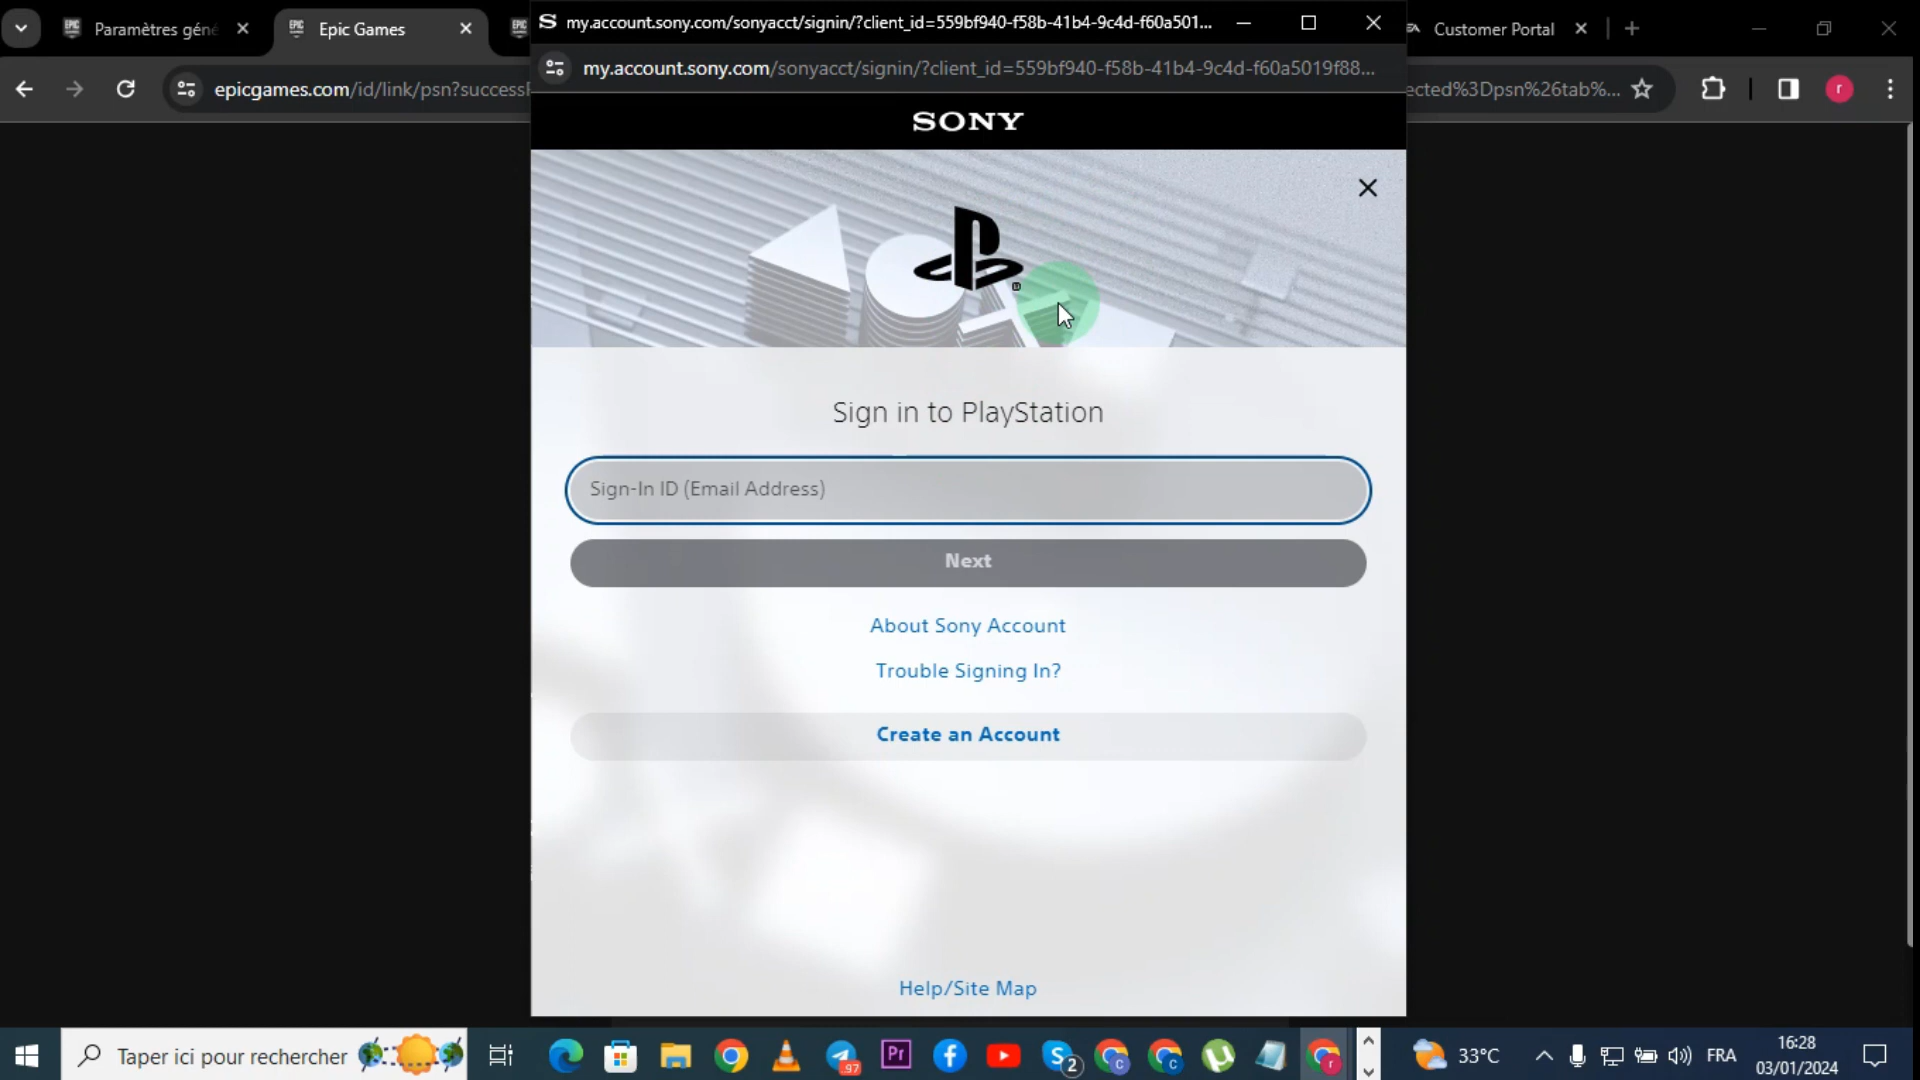 Paramètres géné
Epic Games
my.account.sony.com/sonyacct/signin/?client_id=559bf940-f58b-41b4-9c4d-f60a501...
Customer Portal
epicgames.com/id/link/psn?success
my.account.sony.com/sonyacct/signin/?client_id=559bf940-f58b-41b4-9c4d-f60a5019f88...
ected%3Dpsn%26tab%...
r
SONY
Sign in to PlayStation
Sign-In ID (Email Address)
Next
About Sony Account
Trouble Signing In?
Create an Account
Help/Site Map
Taper ici pour rechercher
97
Pr
2
c
c
r
33°C
FRA
16:28
03/01/2024